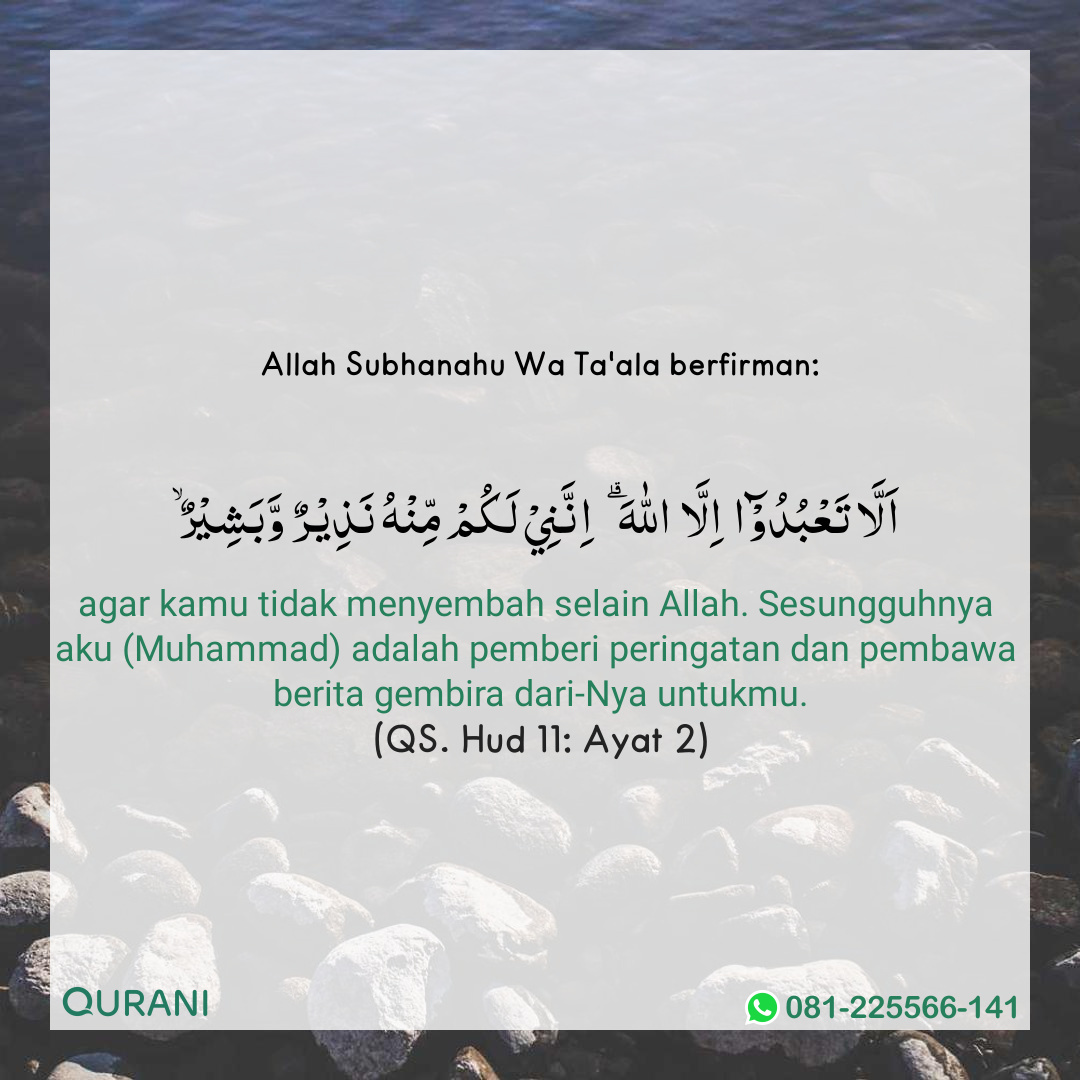 Allah Subhanahu Wa Ta'ala berfirman:
اَلَّا تَعْبُدُوْٓا اِلَّا اللّٰهَ ۗ اِنَّنِيْ لَكُمْ مِّنْهُ نَذِيْرٌ وَّبَشِيْرٌ ۙ
agar kamu tidak menyembah selain Allah. Sesungguhnya
aku (Muhammad) adalah pemberi peringatan dan pembawa
berita gembira dari-Nya untukmu.
(QS. Hud 11: Ayat 2)
QURANI
081-225566-141